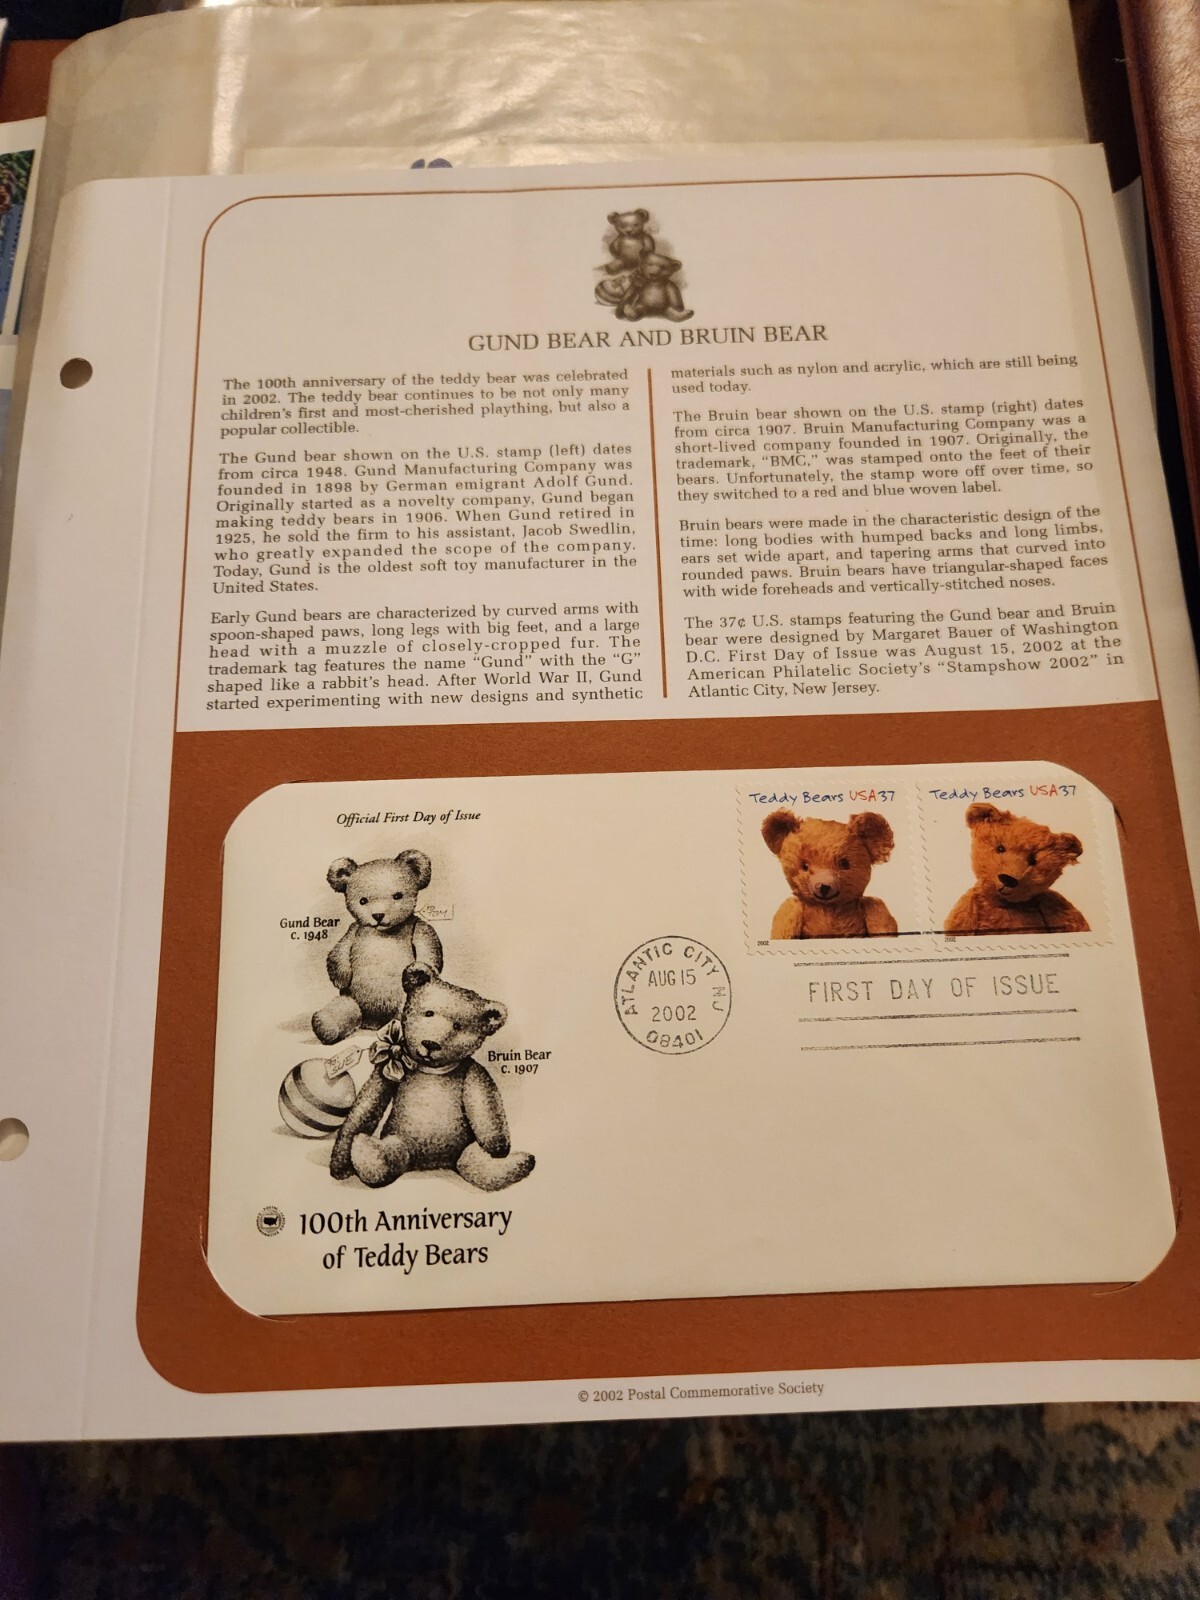 GUND BEAR AND BRUIN BEAR
The 100th anniversary of the teddy bear was celebrated
in 2002. The teddy bear continues to be not only many
children's first and most-cherished plaything, but also a
popular collectible.
The Gund bear shown on the U.S. stamp (left) dates
from circa 1948. Gund Manufacturing Company was
founded in 1898 by German emigrant Adolf Gund.
Originally started as a novelty company, Gund began
making teddy bears in 1906. When Gund retired in
1925, he sold the firm to his assistant, Jacob Swedlin,
who greatly expanded the scope of the company.
Today, Gund is the oldest soft toy manufacturer in the
United States.
Early Gund bears are characterized by curved arms with
spoon-shaped paws, long legs with big feet, and a large
head with a muzzle of closely-cropped fur. The
trademark tag features the name "Gund" with the "G"
shaped like a rabbit's head. After World War II, Gund
started experimenting with new designs and synthetic
materials such as nylon and acrylic, which are still being
used today.
The Bruin bear shown on the U.S. stamp (right) dates
from circa 1907. Bruin Manufacturing Company was a
short-lived company founded in 1907. Originally, the
trademark, "BMC," was stamped onto the feet of their
bears. Unfortunately, the stamp wore off over time, so
they switched to a red and blue woven label.
Bruin bears were made in the characteristic design of the
time: long bodies with humped backs and long limbs,
ears set wide apart, and tapering arms that curved into
rounded paws. Bruin bears have triangular-shaped faces
with wide foreheads and vertically-stitched noses.
The 37¢ U.S. stamps featuring the Gund bear and Bruin
bear were designed by Margaret Bauer of Washington
D.C. First Day of Issue was August 15, 2002 at the
American Philatelic Society's "Stampshow 2002" in
Atlantic City, New Jersey.
Official First Day of Issue
Gund Bear
c. 1948
Bruin Bear
c. 1907
100th Anniversary
of Teddy Bears
Teddy Bears USA37
2002
Teddy Bears USA37
2002
ATLANTIC CITY NJ
AUG 15
2002
08401
FIRST DAY OF ISSUE
© 2002 Postal Commemorative Society